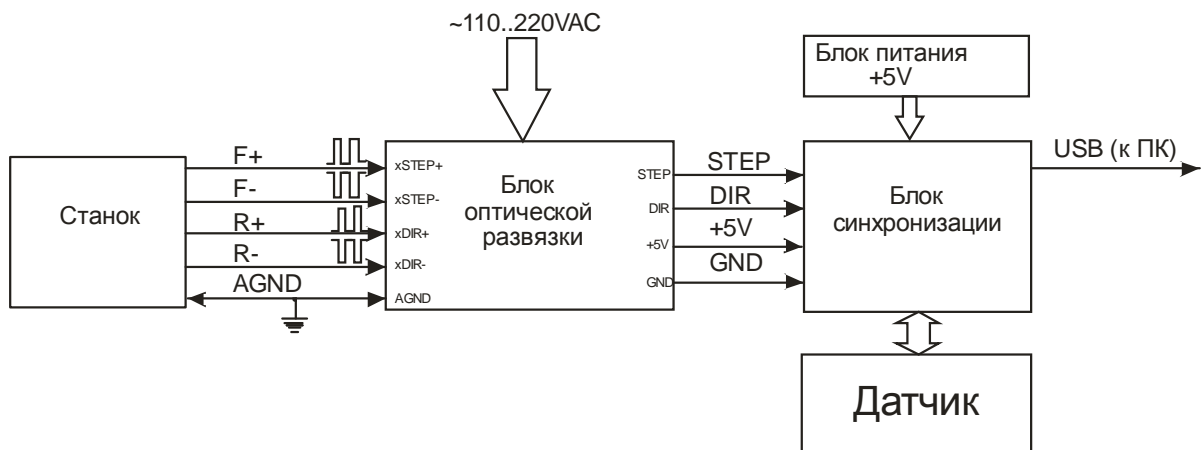 ~110..220VAC
Блок питания
+5V
Станок
F+
F-
R+
R-
AGND
xSTEP+
xSTEP-
xDIR+
xDIR-
AGND
Блок
оптической
развязки
STEP
DIR
+5V
GND
STEP
DIR
+5V
GND
Блок
синхронизации
USB (к ПК)
Датчик